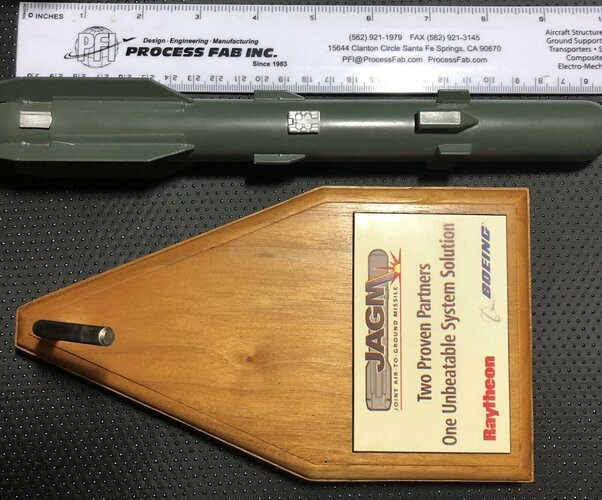 0 INCHES 1 2 3 4 5 6 7 8 9 1
PFI
Design - Engineering - Manufacturing
PROCESS FAB INC.
Since 1983
(562) 921-1979 FAX (562) 921-3145
15644 Clanton Circle Santa Fe Springs, CA 90670
PFI@ProcessFab.com ProcessFab.com
Aircraft Structure
Ground Support
Transporters • S
Composite
Electro-Mech
JAGM
JOINT AIR-TO-GROUND MISSILE
Two Proven Partners
One Unbeatable System Solution
Raytheon
BOEING